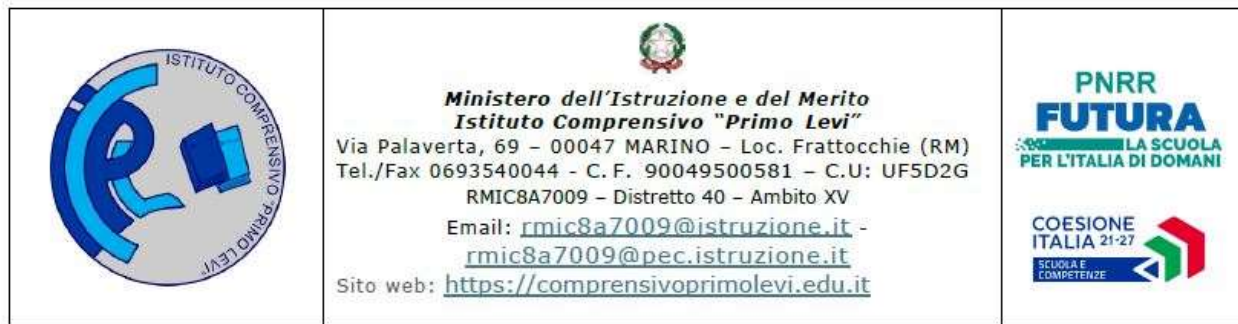 ISTITUTO COMPRENSIVO "PRIMO LEVI"
Ministero dell'Istruzione e del Merito
Istituto Comprensivo "Primo Levi"
Via Palaverta, 69 – 00047 MARINO – Loc. Frattocchie (RM)
Tel./Fax 0693540044 - C. F. 90049500581 – C.U: UF5D2G
RMIC8A7009 – Distretto 40 – Ambito XV
Email: rmic8a7009@istruzione.it -
rmic8a7009@pec.istruzione.it
Sito web: https://comprensivoprimolevi.edu.it
PNRR
FUTURA
LA SCUOLA
PER L'ITALIA DI DOMANI
COESIONE
ITALIA 21-27
SCUOLA E
COMPETENZE